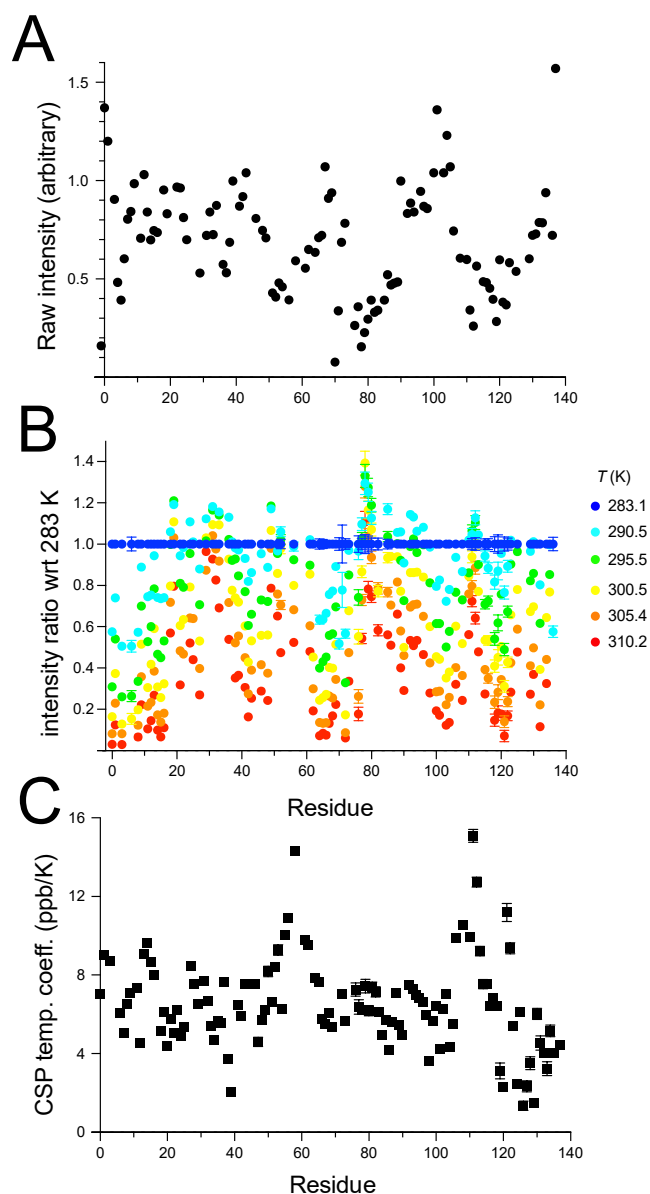 A
Raw intensity (arbitrary)
1.5
1.0
0.5
0 20 40 60 80 100 120 140
B
intensity ratio wrt 283 K
1.4
1.2
1.0
0.8
0.6
0.4
0.2
0 20 40 60 80 100 120 140
Residue
T (K)
283.1
290.5
295.5
300.5
305.4
310.2
C
CSP temp. coeff. (ppb/K)
16
12
8
4
0
0 20 40 60 80 100 120 140
Residue